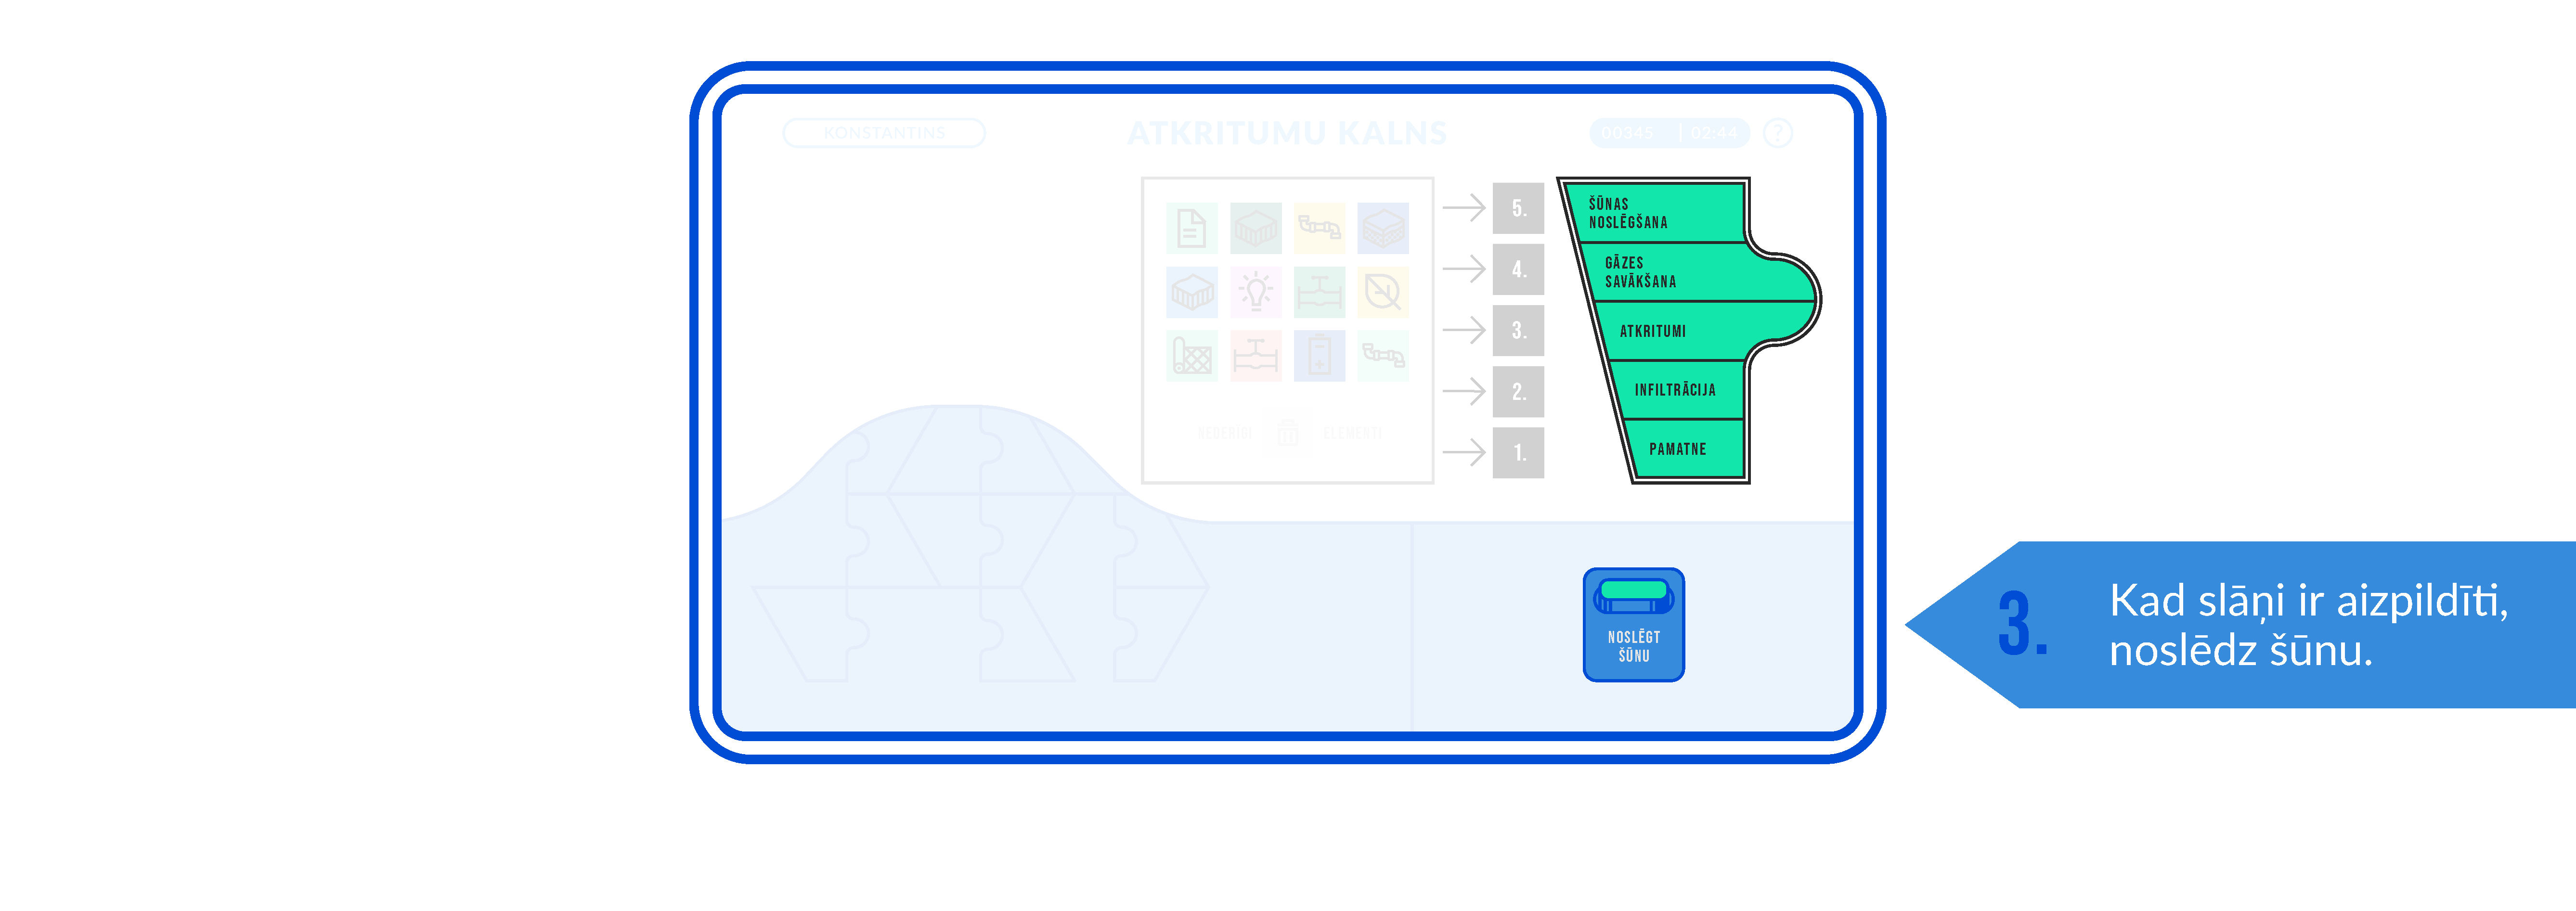 KONSTANTINS
ATKRITUMU KALNS
00345 | 02:44 ?
5.
ŠŪNAS
NOSLĒGŠANA
4.
GĀZES
SAVĀKŠANA
3.
ATKRITUMI
2.
INFILTRĀCIJA
1.
PAMATNE
NEDERĪGI ELEMENTI
NOSLĒGT
ŠŪNU
3.
Kad slāņi ir aizpildīti,
noslēdz šūnu.